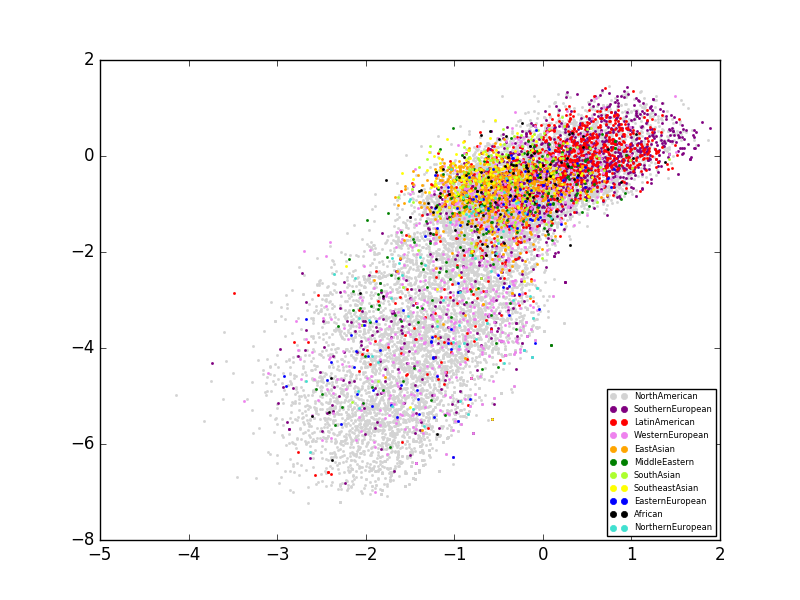 2
0
−2
−4
−6
−8
−5
−4
−3
−2
−1
0
1
2
NorthAmerican
SouthernEuropean
LatinAmerican
WesternEuropean
EastAsian
MiddleEastern
SouthAsian
SoutheastAsian
EasternEuropean
African
NorthernEuropean